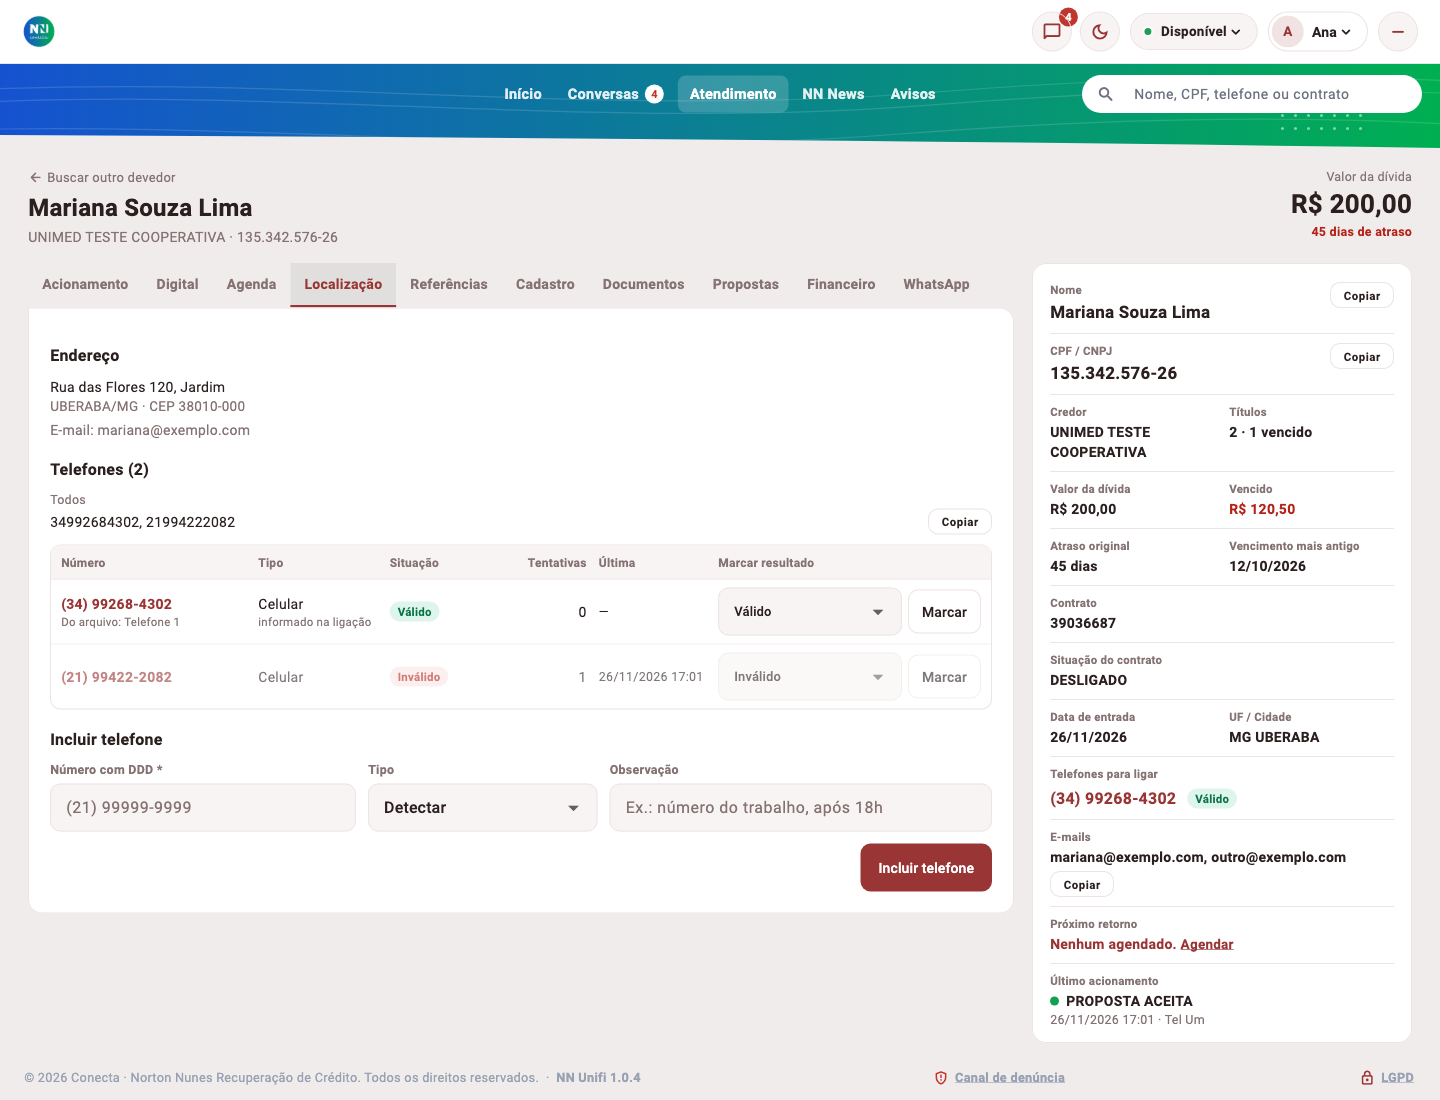 NN
4
Disponível
A
Ana
Início
Conversas 4
Atendimento
NN News
Avisos
Nome, CPF, telefone ou contrato
Buscar outro devedor
Mariana Souza Lima
UNIMED TESTE COOPERATIVA · 135.342.576-26
Valor da dívida
R$ 200,00
45 dias de atraso
Acionamento
Digital
Agenda
Localização
Referências
Cadastro
Documentos
Propostas
Financeiro
WhatsApp
Endereço
Rua das Flores 120, Jardim
UBERABA/MG · CEP 38010-000
E-mail: mariana@exemplo.com
Telefones (2)
Todos
34992684302, 21994222082
Copiar
Número Tipo Situação Tentativas Última Marcar resultado
(34) 99268-4302 Celular Válido 0 — Válido Marcar
Do arquivo: Telefone 1 informado na ligação
(21) 99422-2082 Celular Inválido 1 26/11/2026 17:01 Inválido Marcar
Incluir telefone
Número com DDD * Tipo Observação
(21) 99999-9999 Detectar Ex.: número do trabalho, após 18h
Incluir telefone
Nome
Mariana Souza Lima
Copiar
CPF / CNPJ
135.342.576-26
Copiar
Credor
UNIMED TESTE
COOPERATIVA
Títulos
2 · 1 vencido
Valor da dívida
R$ 200,00
Vencido
R$ 120,50
Atraso original
45 dias
Vencimento mais antigo
12/10/2026
Contrato
39036687
Situação do contrato
DESLIGADO
Data de entrada
26/11/2026
UF / Cidade
MG UBERABA
Telefones para ligar
(34) 99268-4302 Válido
E-mails
mariana@exemplo.com, outro@exemplo.com
Copiar
Próximo retorno
Nenhum agendado. Agendar
Último acionamento
PROPOSTA ACEITA
26/11/2026 17:01 · Tel Um
© 2026 Conecta · Norton Nunes Recuperação de Crédito. Todos os direitos reservados. · NN Unifi 1.0.4
Canal de denúncia
LGPD